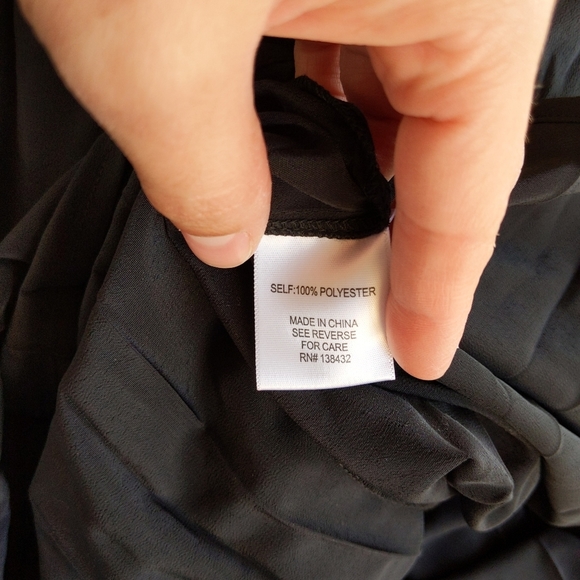 SELF:100% POLYESTER
MADE IN CHINA
SEE REVERSE
FOR CARE
RN# 138432